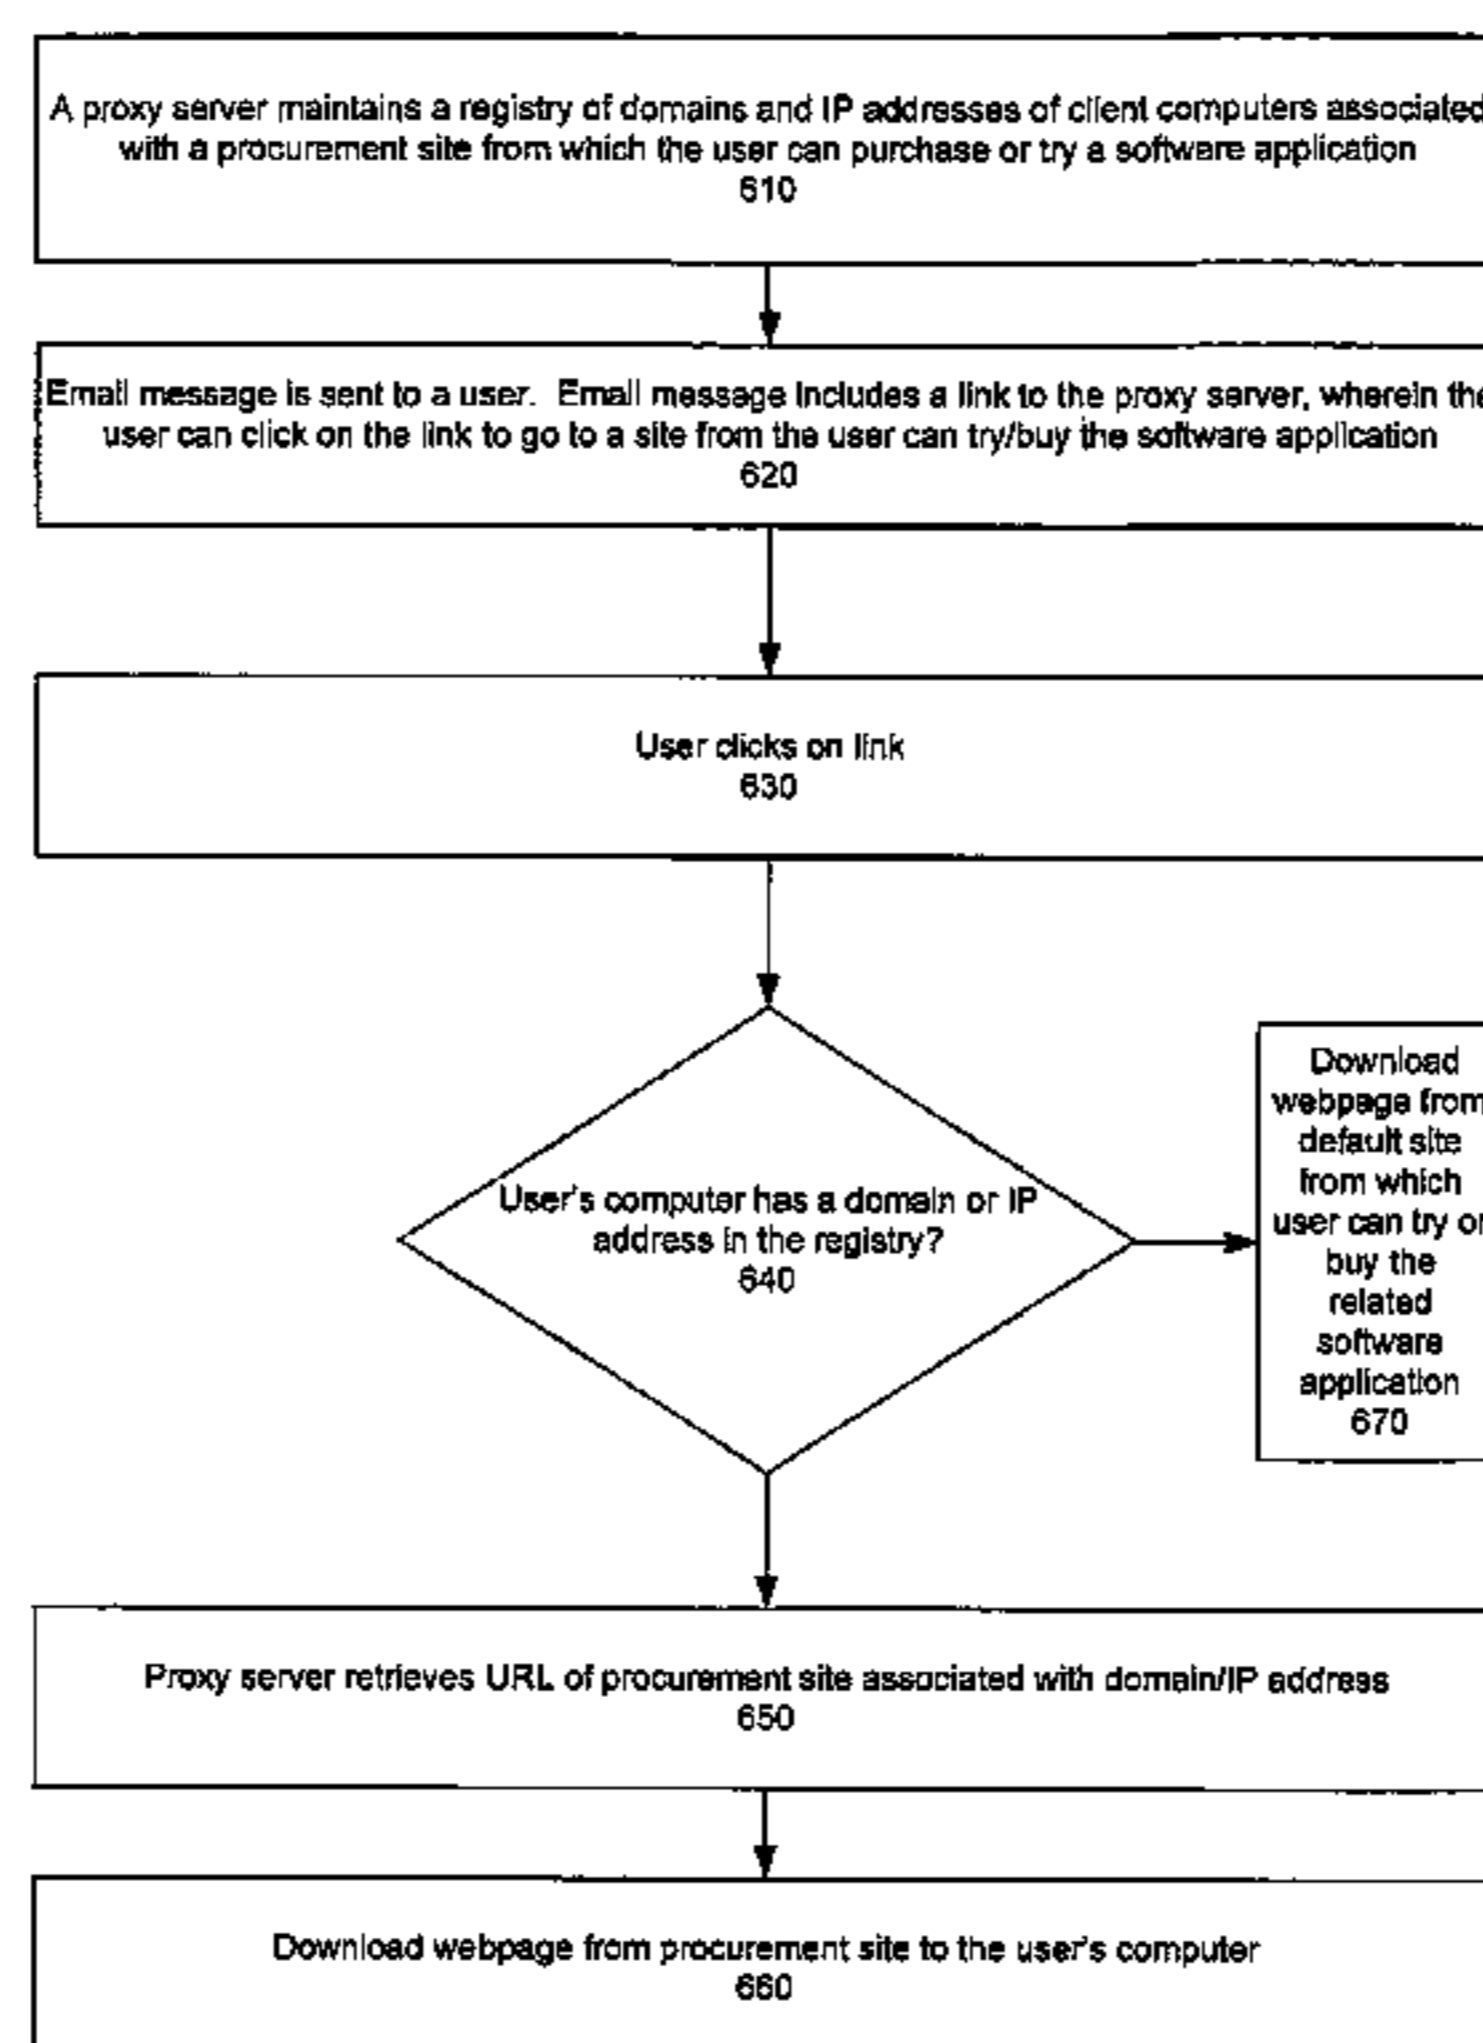 A proxy server maintains a registry of domains and IP addresses of client computers associated
with a procurement site from which the user can purchase or try a software application
610
Email message is sent to a user. Email message includes a link to the proxy server, wherein the
user can click on the link to go to a site from the user can try/buy the software application
620
User clicks on link
630
User's computer has a domain or IP
address in the registry?
640
Download
webpage from
default site
from which
user can try or
buy the
related
software
application
670
Proxy server retrieves URL of procurement site associated with domain/IP address
650
Download webpage from procurement site to the user's computer
660